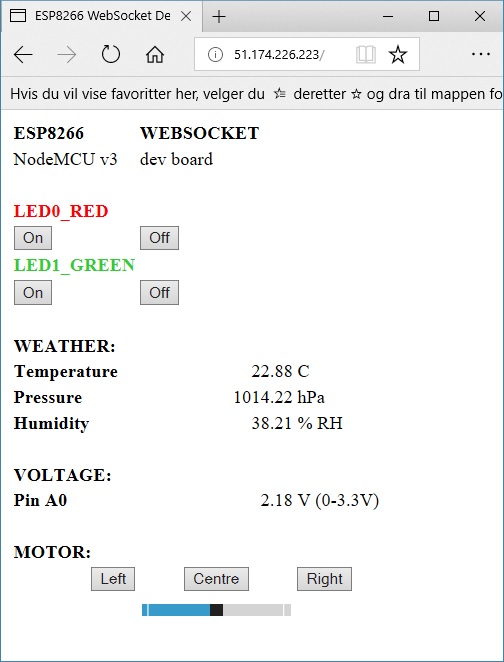 ESP8266 WebSocket De
51.174.226.223/
Hvis du vil vise favoritter her, velger du deretter og dra til mappen fo
ESP8266 WEBSOCKET
NodeMCU v3 dev board
LED0_RED
On Off
LED1_GREEN
On Off
WEATHER:
Temperature 22.88 C
Pressure 1014.22 hPa
Humidity 38.21 % RH
VOLTAGE:
Pin A0 2.18 V (0-3.3V)
MOTOR:
Left Centre Right